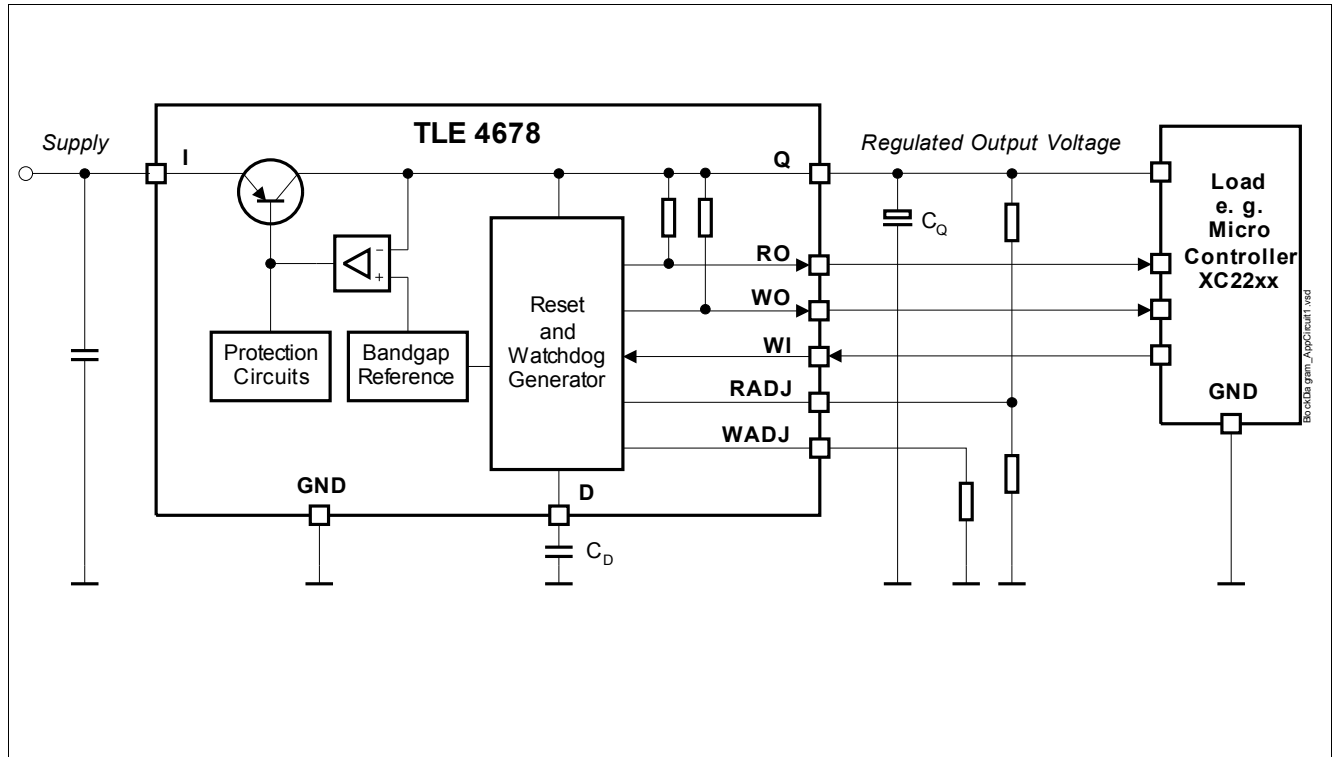 TLE 4678
Supply
I
Q
Regulated Output Voltage
Load
e. g.
Micro
Controller
XC22xx
C_Q
RO
WO
WI
RADJ
WADJ
-
+
Protection
Circuits
Bandgap
Reference
Reset
and
Watchdog
Generator
GND
D
C_D
GND
BlockDiagram_AppCircuit1.vsd